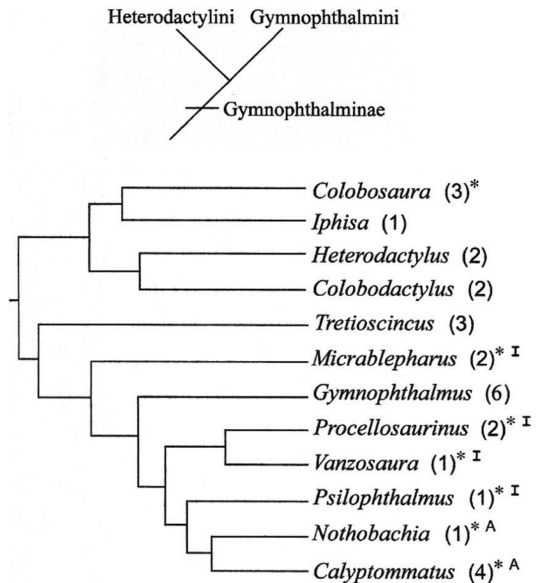 Heterodactylini Gymnophthalmini
Gymnophthalminae
Colobosaura (3)*
Iphisa (1)
Heterodactylus (2)
Colobodactylus (2)
Tretioscincus (3)
Micrablepharus (2)* I
Gymnophthalmus (6)
Procellosaurinus (2)* I
Vanzosaura (1)* I
Psilophthalmus (1)* I
Nothobachia (1)* A
Calyptommatus (4)* A